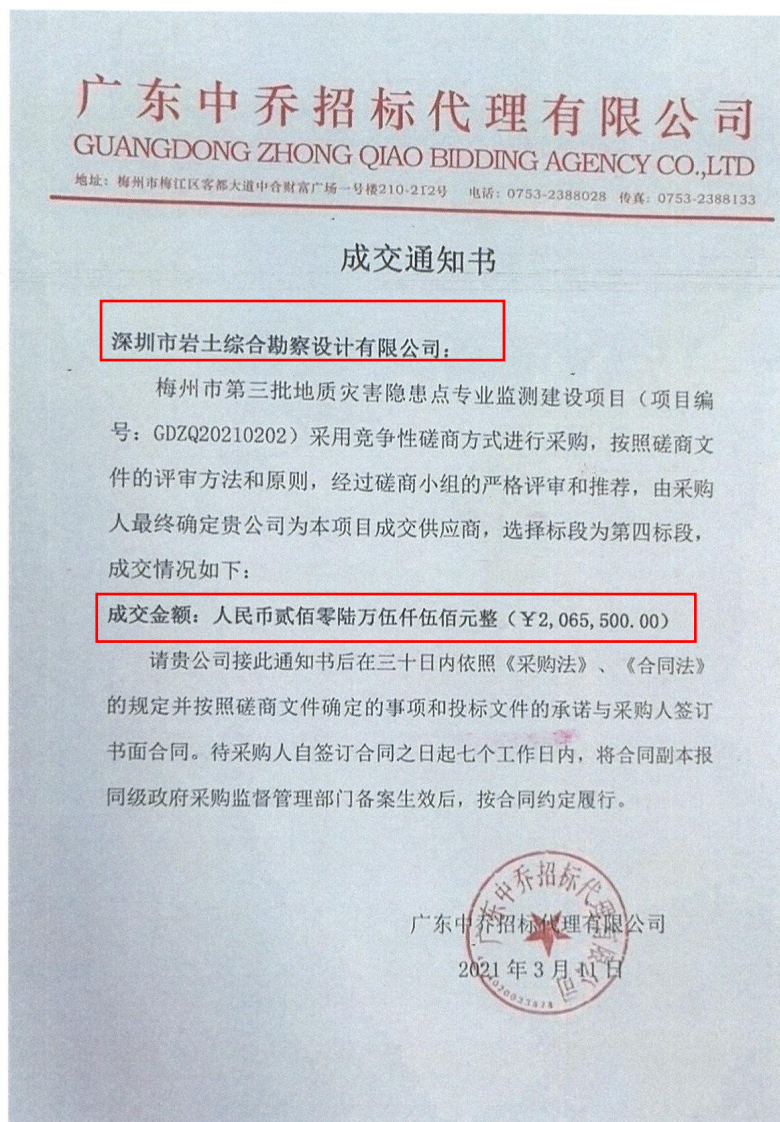 广东中乔招标代理有限公司
GUANGDONG ZHONG QIAO BIDDING AGENCY CO.,LTD
地址：梅州市梅江区客都大道中合财富广场一号楼210-212号 电话：0753-2388028 传真：0753-2388133
成交通知书
深圳市岩土综合勘察设计有限公司：
梅州市第三批地质灾害隐患点专业监测建设项目（项目编
号：GDZQ20210202）采用竞争性磋商方式进行采购，按照磋商文
件的评审方法和原则，经过磋商小组的严格评审和推荐，由采购
人最终确定贵公司为本项目成交供应商，选择标段为第四标段，
成交情况如下：
成交金额：人民币贰佰零陆万伍仟伍佰元整（￥2,065,500.00）
请贵公司接此通知书后在三十日内依照《采购法》、《合同法》
的规定并按照磋商文件确定的事项和投标文件的承诺与采购人签订
书面合同。待采购人自签订合同之日起七个工作日内，将合同副本报
同级政府采购监督管理部门备案生效后，按合同约定履行。
广东中乔招标代理有限公司
广东中乔招标代理有限公司
2021年3月11日